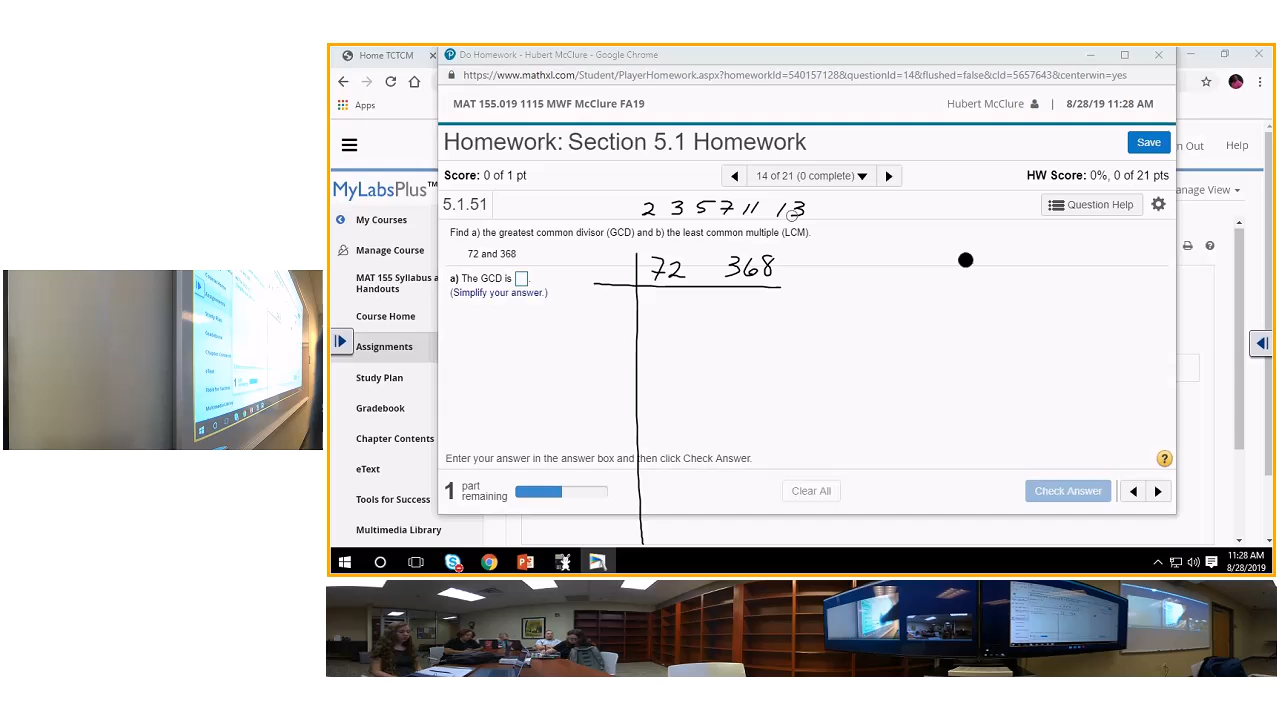 Home TCTCM
Do Homework - Hubert McClure - Google Chrome
https://www.mathxl.com/Student/PlayerHomework.aspx?homeworkId=540157128&questionId=14&flushed=false&cId=5657643&centerwin=yes
Apps
MAT 155.019 1115 MWF McClure FA19
Hubert McClure | 8/28/19 11:28 AM
Homework: Section 5.1 Homework
Save
n Out
Help
Score: 0 of 1 pt
14 of 21 (0 complete)
HW Score: 0%, 0 of 21 pts
MyLabsPlus™
anage View
5.1.51
2 3 5 7 11 13
Question Help
My Courses
Find a) the greatest common divisor (GCD) and b) the least common multiple (LCM).
Manage Course
72 and 368
72 368
MAT 155 Syllabus a
Handouts
a) The GCD is .
(Simplify your answer.)
Course Home
Assignments
Study Plan
Gradebook
Chapter Contents
Enter your answer in the answer box and then click Check Answer.
eText
1 part remaining
Clear All
Check Answer
Tools for Success
Multimedia Library
11:28 AM
8/28/2019